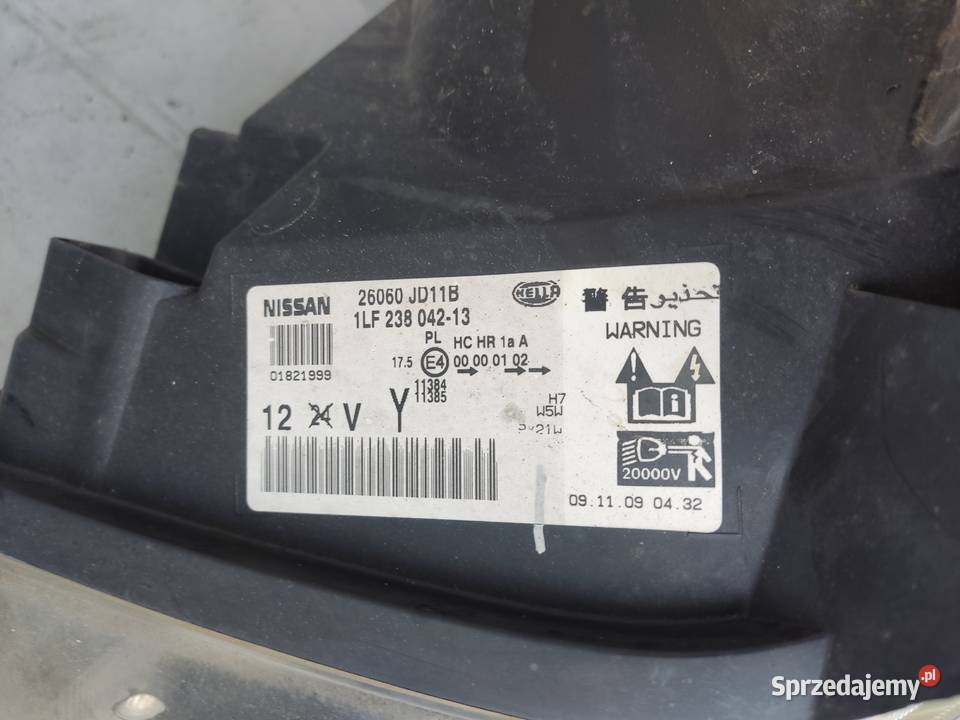 NISSAN
26060 JD11B
HELLA
1LF 238 042-13
PL
HC HR 1a A
17.5 E4 00 00 01 02
11384
11385
01821999
12 24 V Y
H7
W5W
PY21W
警告 تحذير
WARNING
20000V
09.11.09 04.32
Sprzedajemy.pl